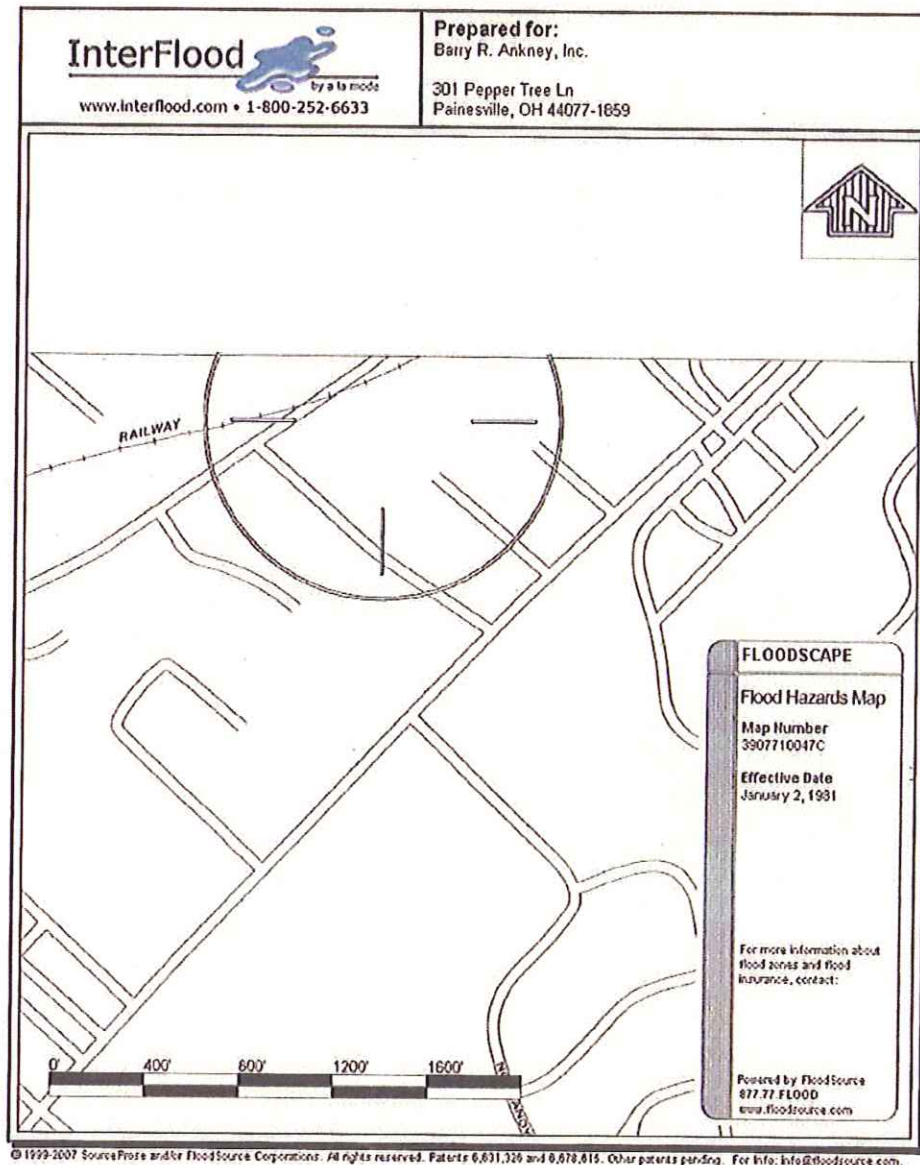 InterFlood
by a la mode
www.interflood.com • 1-800-252-6633
Prepared for:
Barry R. Ankney, Inc.
301 Pepper Tree Ln
Painesville, OH 44077-1859
N
RAILWAY
FLOODSCAPE
Flood Hazards Map
Map Number
3907710047C
Effective Date
January 2, 1981
For more information about
flood zones and flood
insurance, contact:
Powered by FloodSource
877.77.FLOOD
www.floodsource.com
0' 400' 800' 1200' 1600'
© 1999-2007 SourceProse and/or FloodSource Corporations. All rights reserved. Patents 6,631,326 and 6,678,615. Other patents pending. For Info: info@floodsource.com.